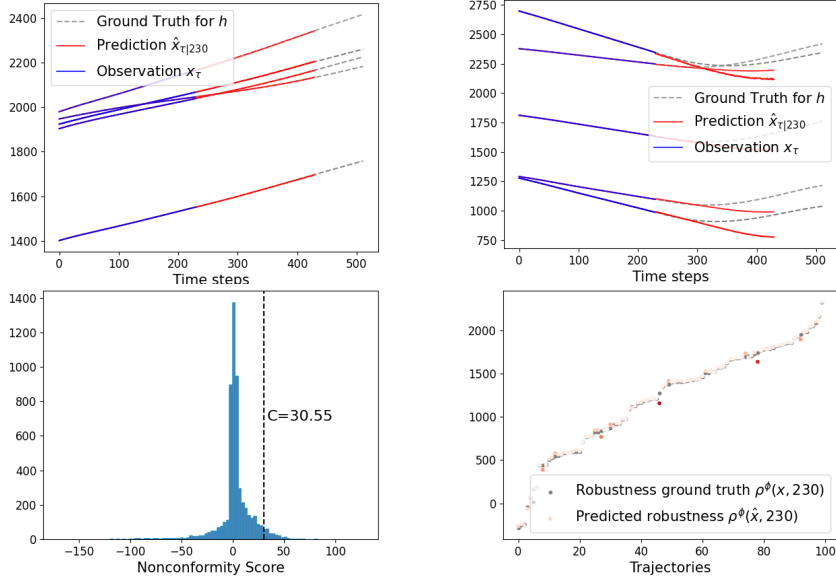 2400
2200
2000
1800
1600
1400
Ground Truth for h
Prediction x̂τ|230
Observation xτ
0 100 200 300 400 500
Time steps
2750
2500
2250
2000
1750
1500
1250
1000
750
Ground Truth for h
Prediction x̂τ|230
Observation xτ
0 100 200 300 400 500
Time steps
1400
1200
1000
800
600
400
200
0
C=30.55
−150 −100 −50 0 50 100
Nonconformity Score
2000
1500
1000
500
0
Robustness ground truth ρ^ϕ(x, 230)
Predicted robustness ρ^ϕ(x̂, 230)
0 20 40 60 80 100
Trajectories